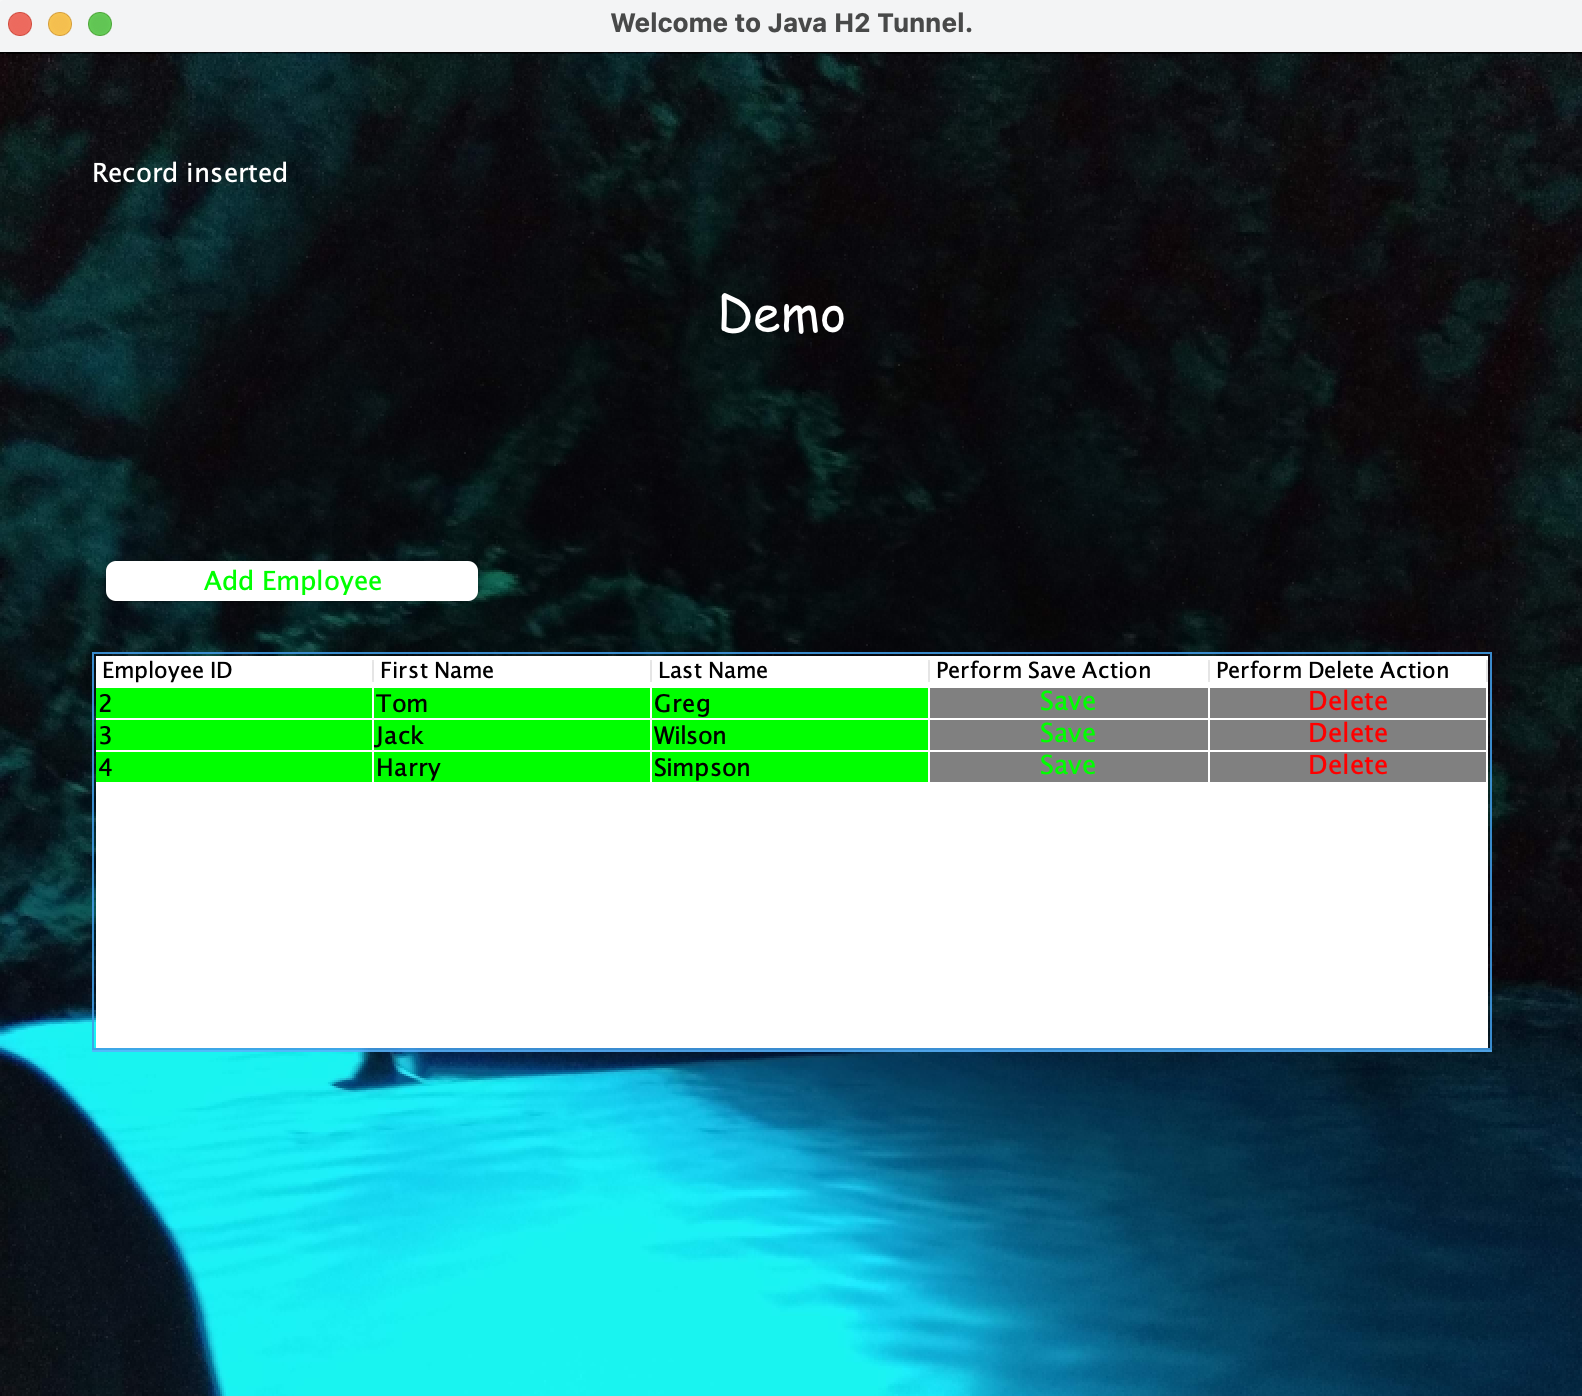 Welcome to Java H2 Tunnel.
Record inserted
Demo
Add Employee
Employee ID First Name Last Name Perform Save Action Perform Delete Action
2 Tom Greg Save Delete
3 Jack Wilson Save Delete
4 Harry Simpson Save Delete